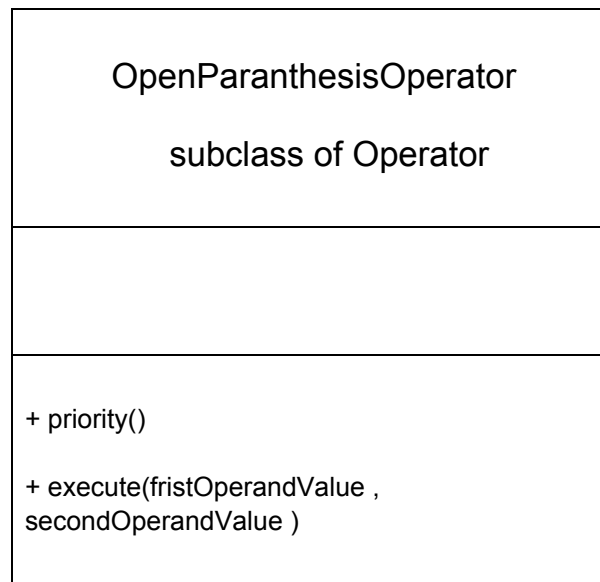 OpenParanthesisOperator
subclass of Operator
+ priority()
+ execute(fristOperandValue ,
secondOperandValue )